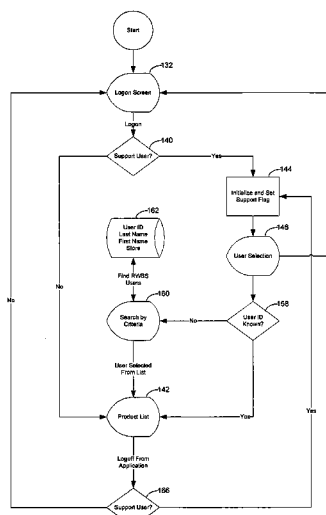 Start
132
Logon Screen
Logon
140
Support User?
Yes
144
Initialize and Set
Support Flag
162
User ID
Last Name
First Name
Store
146
User Selection
Find RWBS
Users
160
158
Search by
Criteria
No
User ID
Known?
No
No
Yes
User Selected
From List
142
Product List
Yes
Logoff From
Application
166
Support User?